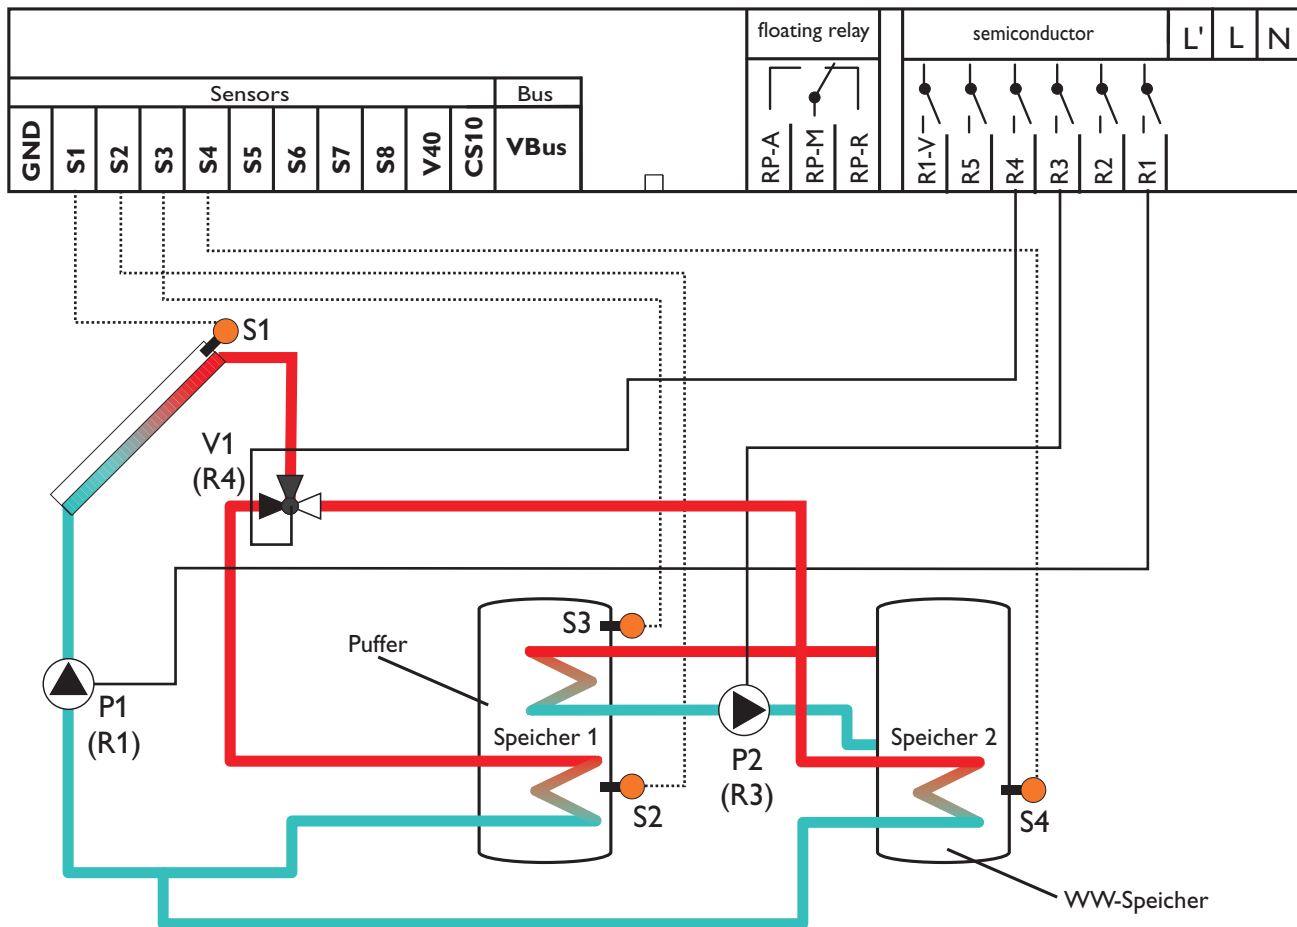 floating relay
semiconductor
L'
L
N
Sensors
Bus
GND
S1
S2
S3
S4
S5
S6
S7
S8
V40
CS10
VBus
RP-A
RP-M
RP-R
R1-V
R5
R4
R3
R2
R1
S1
V1
(R4)
S3
Puffer
P1
(R1)
Speicher 1
Speicher 2
P2
(R3)
S2
S4
WW-Speicher